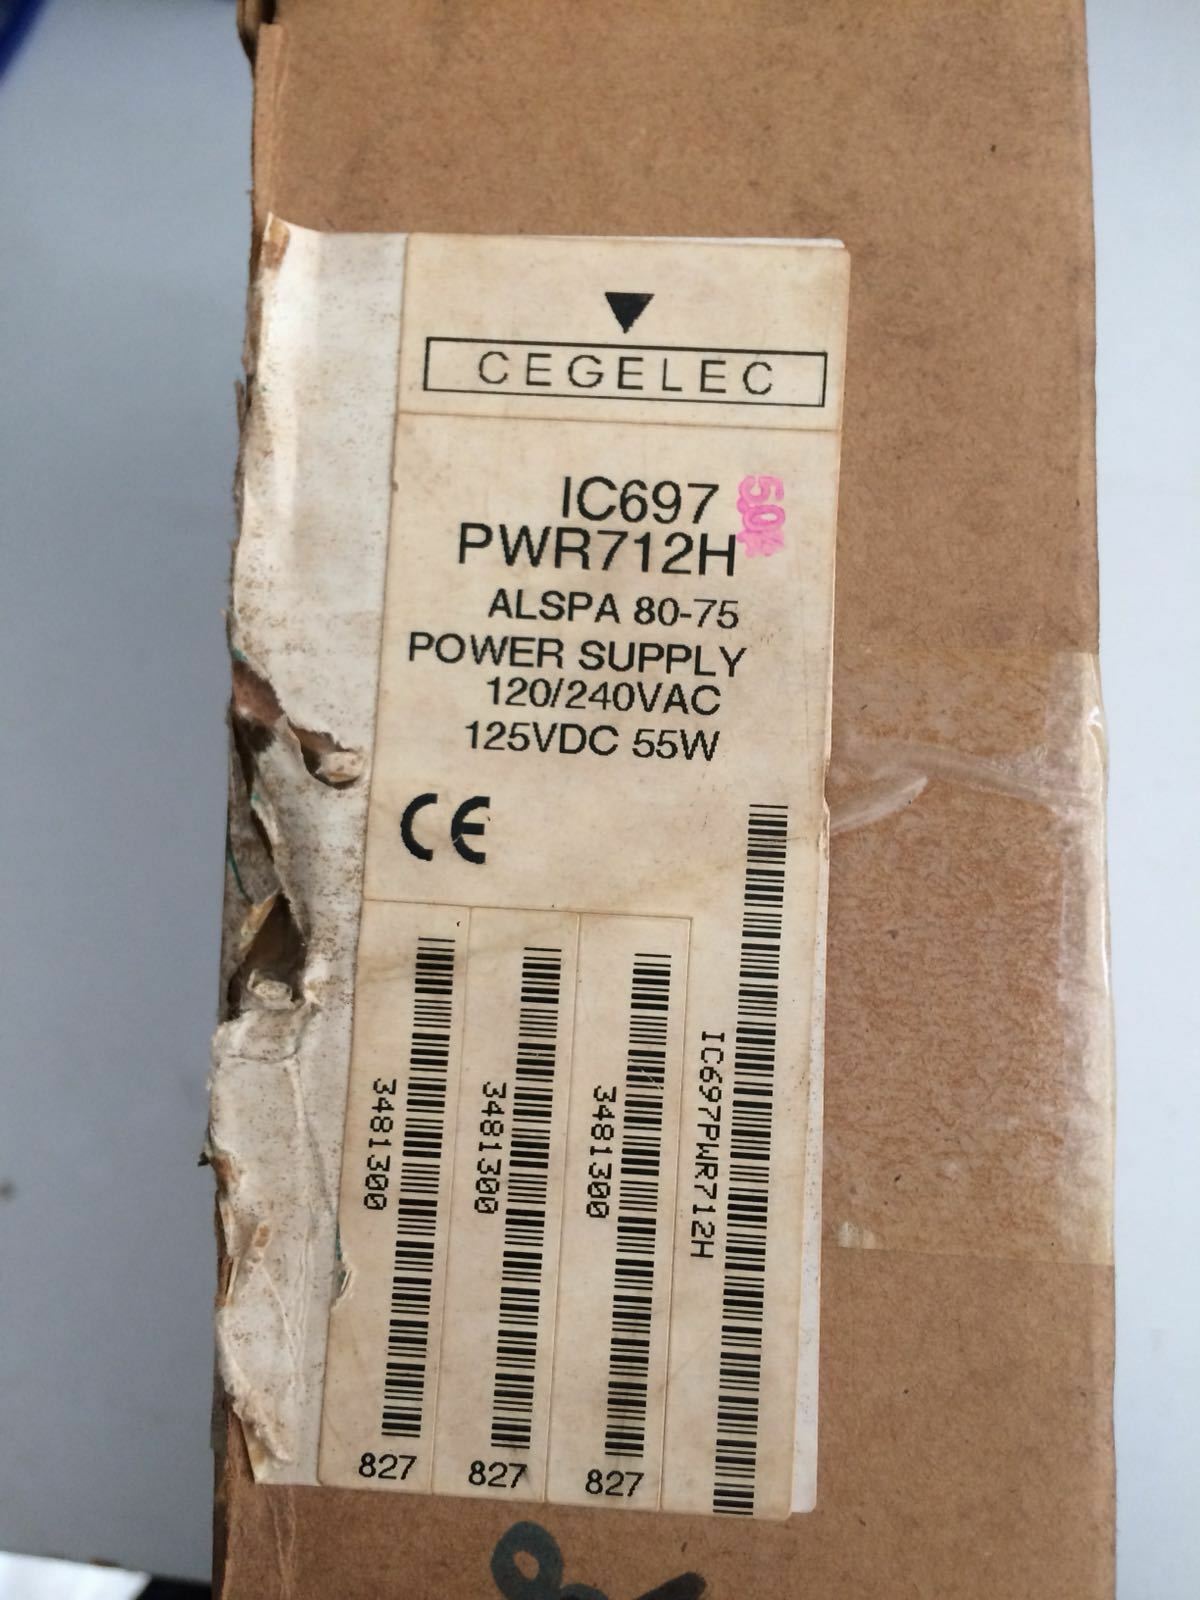 CEGELEC
IC697
PWR712H
ALSPA 80-75
POWER SUPPLY
120/240VAC
125VDC 55W
CE
3481300
3481300
3481300
IC697PWR712H
827
827
827